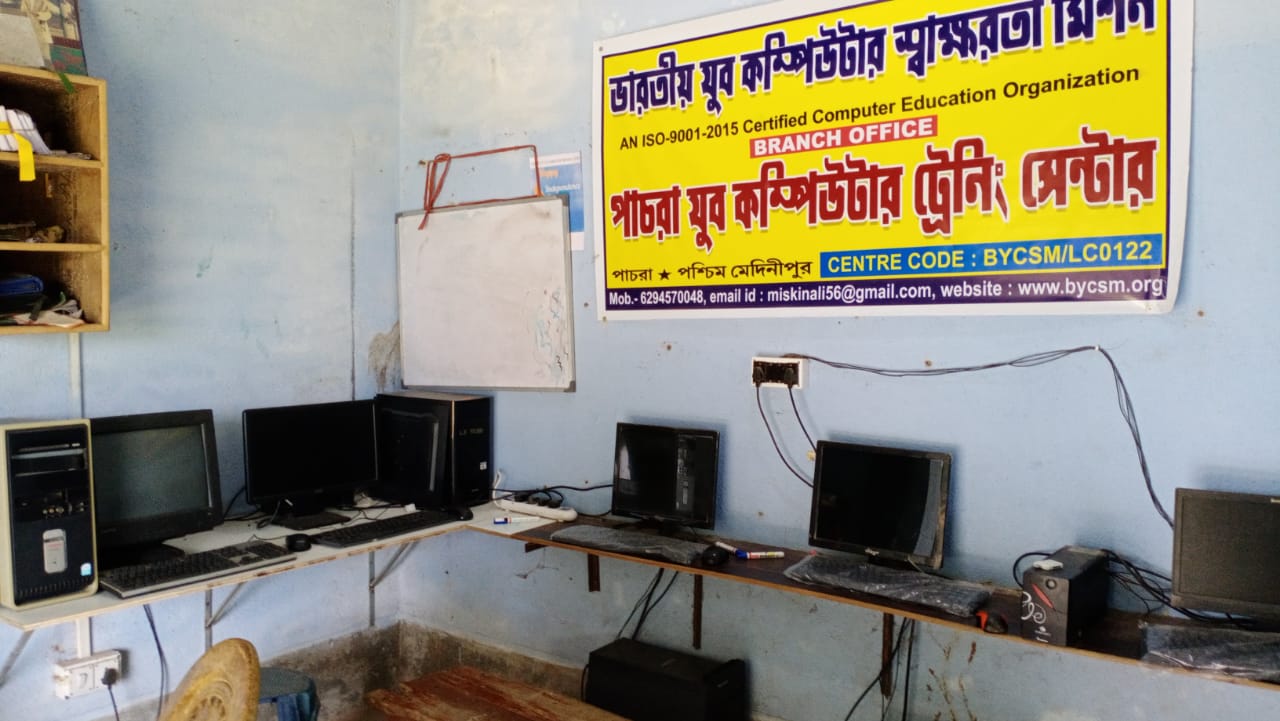 ভারতীয় যুব কম্পিউটার স্বাক্ষরতা মিশন
AN ISO-9001-2015 Certified Computer Education Organization
BRANCH OFFICE
পাচরা যুব কম্পিউটার ট্রেনিং সেন্টার
পাচরা ★ পশ্চিম মেদিনীপুর
CENTRE CODE : BYCSM/LC0122
Mob.- 6294570048, email id : miskinali56@gmail.com, website : www.bycsm.org